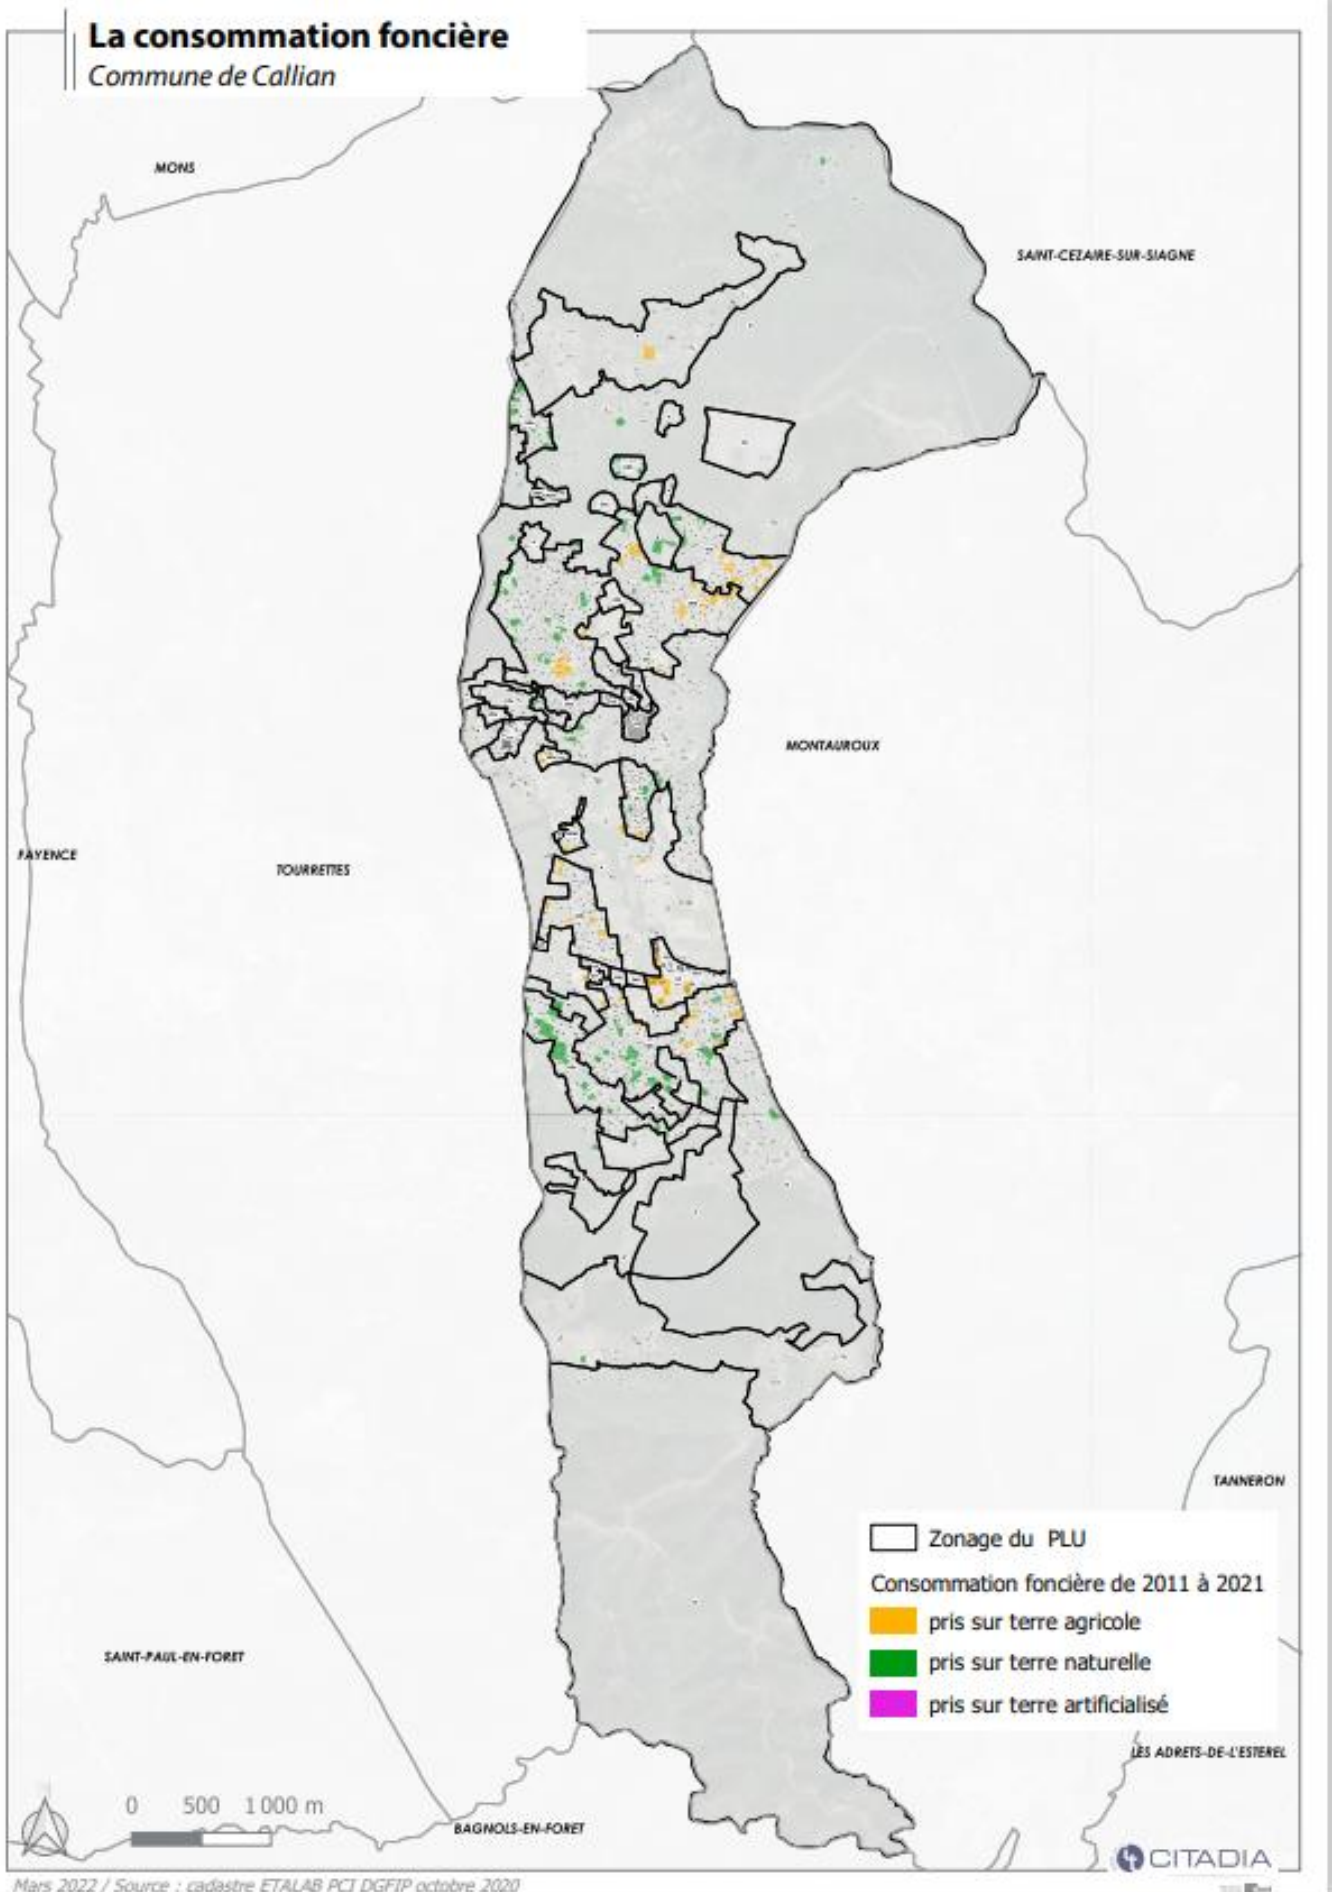 La consommation foncière
Commune de Callian
MONS
SAINT-CEZAIRE-SUR-SIAGNE
MONTAUROUX
FAYENCE
TOURRETTES
TANNERON
Zonage du PLU
Consommation foncière de 2011 à 2021
pris sur terre agricole
pris sur terre naturelle
pris sur terre artificialisé
SAINT-PAUL-EN-FORET
LES ADRETS-DE-L'ESTEREL
0 500 1 000 m
BAGNOLS-EN-FORET
CITADIA
Mars 2022 / Source : cadastre ETALAB PCI DGFIP octobre 2020